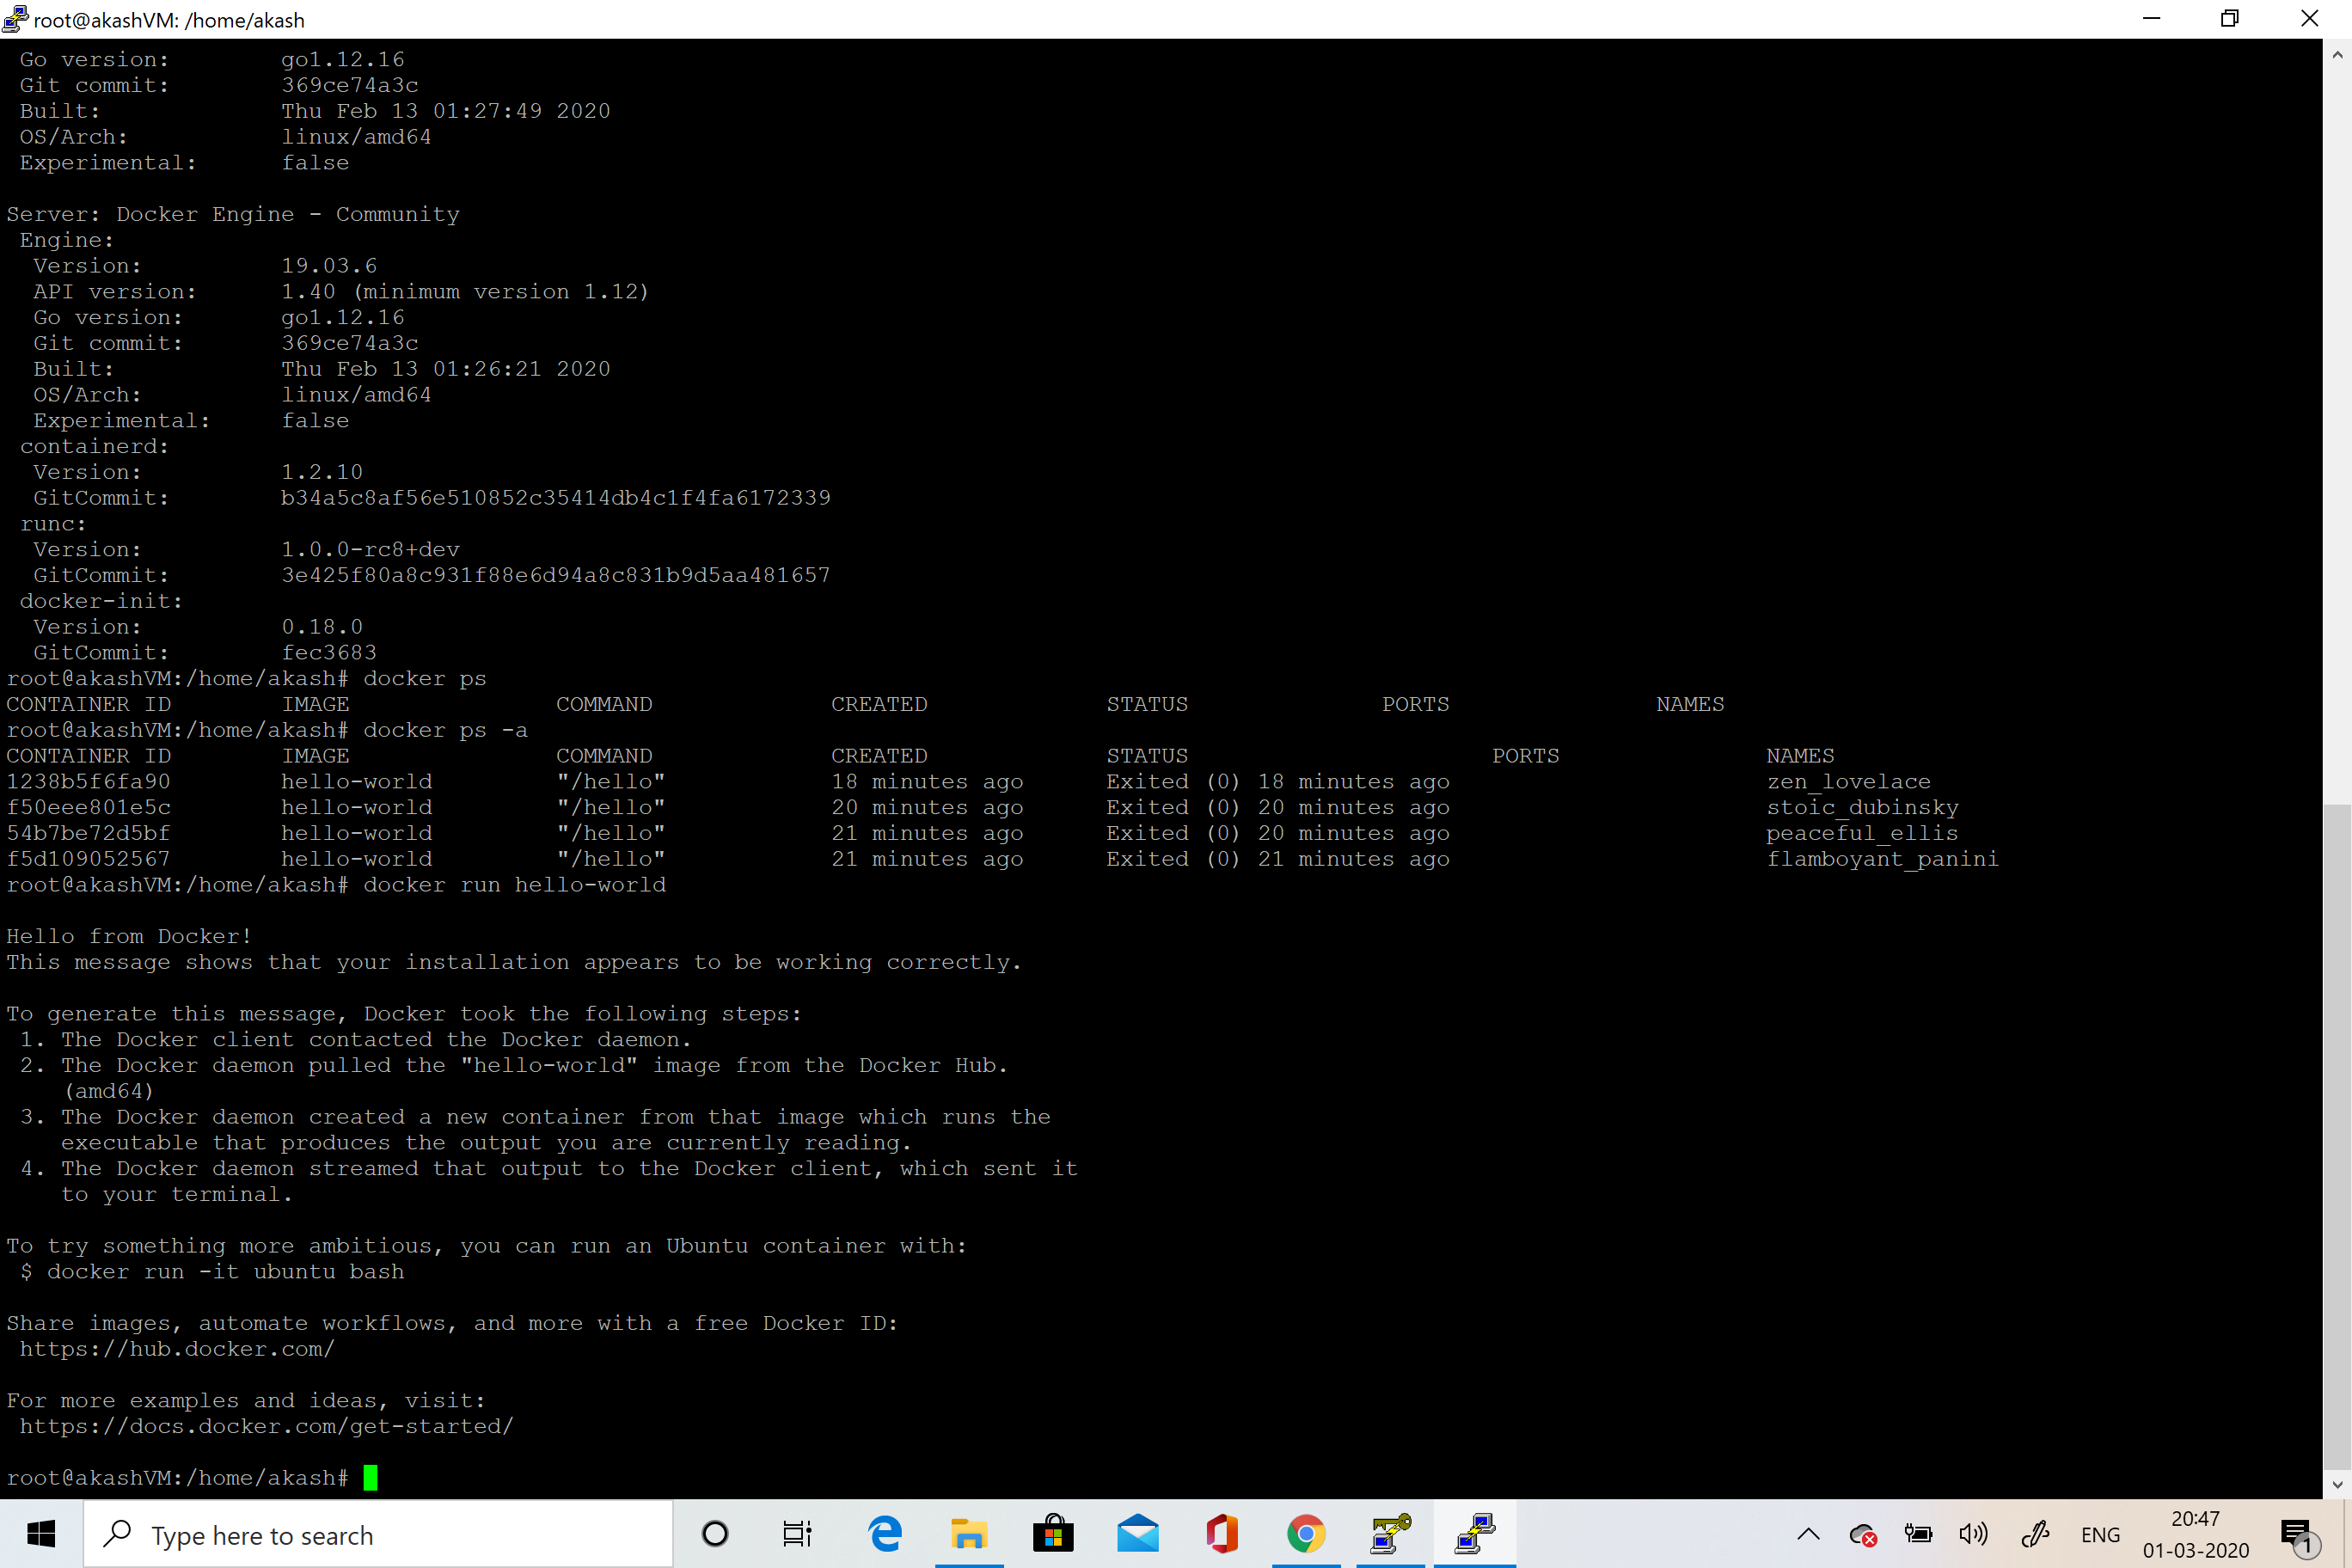 root@akashVM: /home/akash
 Go version:        go1.12.16
 Git commit:        369ce74a3c
 Built:             Thu Feb 13 01:27:49 2020
 OS/Arch:           linux/amd64
 Experimental:      false
Server: Docker Engine - Community
 Engine:
  Version:          19.03.6
  API version:      1.40 (minimum version 1.12)
  Go version:       go1.12.16
  Git commit:       369ce74a3c
  Built:            Thu Feb 13 01:26:21 2020
  OS/Arch:          linux/amd64
  Experimental:     false
 containerd:
  Version:          1.2.10
  GitCommit:        b34a5c8af56e510852c35414db4c1f4fa6172339
 runc:
  Version:          1.0.0-rc8+dev
  GitCommit:        3e425f80a8c931f88e6d94a8c831b9d5aa481657
 docker-init:
  Version:          0.18.0
  GitCommit:        fec3683
root@akashVM:/home/akash# docker ps
CONTAINER ID        IMAGE               COMMAND             CREATED             STATUS              PORTS               NAMES
root@akashVM:/home/akash# docker ps -a
CONTAINER ID        IMAGE               COMMAND             CREATED             STATUS                      PORTS               NAMES
1238b5f6fa90        hello-world         "/hello"            18 minutes ago      Exited (0) 18 minutes ago                       zen_lovelace
f50eee801e5c        hello-world         "/hello"            20 minutes ago      Exited (0) 20 minutes ago                       stoic_dubinsky
54b7be72d5bf        hello-world         "/hello"            21 minutes ago      Exited (0) 20 minutes ago                       peaceful_ellis
f5d109052567        hello-world         "/hello"            21 minutes ago      Exited (0) 21 minutes ago                       flamboyant_panini
root@akashVM:/home/akash# docker run hello-world
Hello from Docker!
This message shows that your installation appears to be working correctly.
To generate this message, Docker took the following steps:
 1. The Docker client contacted the Docker daemon.
 2. The Docker daemon pulled the "hello-world" image from the Docker Hub.
    (amd64)
 3. The Docker daemon created a new container from that image which runs the
    executable that produces the output you are currently reading.
 4. The Docker daemon streamed that output to the Docker client, which sent it
    to your terminal.
To try something more ambitious, you can run an Ubuntu container with:
 $ docker run -it ubuntu bash
Share images, automate workflows, and more with a free Docker ID:
 https://hub.docker.com/
For more examples and ideas, visit:
 https://docs.docker.com/get-started/
root@akashVM:/home/akash#
Type here to search
ENG
20:47
01-03-2020
1